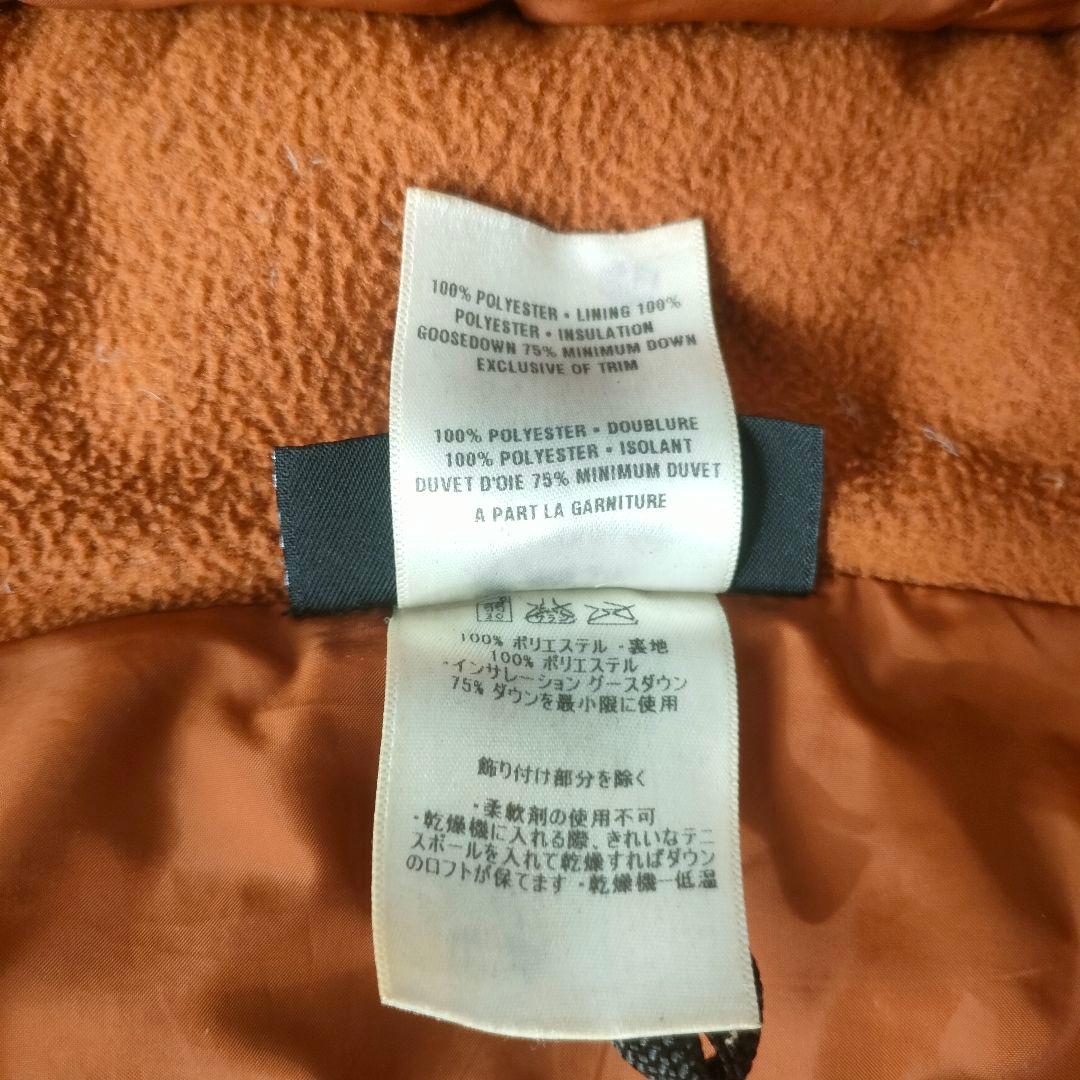 100% POLYESTER • LINING 100%
POLYESTER • INSULATION
GOOSEDOWN 75% MINIMUM DOWN
EXCLUSIVE OF TRIM
100% POLYESTER • DOUBLURE
100% POLYESTER • ISOLANT
DUVET D'OIE 75% MINIMUM DUVET
A PART LA GARNITURE
100% ポリエステル ・裏地
100% ポリエステル
・インサレーション グースダウン
75% ダウンを最小限に使用
飾り付け部分を除く
・柔軟剤の使用不可
・乾燥機に入れる際、きれいなテニ
スボールを入れて乾燥すればダウン
のロフトが保てます ・乾燥機―低温